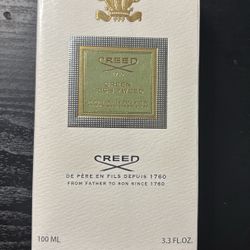 CREED
CREED
DE PÈRE EN FILS DEPUIS 1760
FROM FATHER TO SON SINCE 1760
100 ML 3.3 FL.OZ.